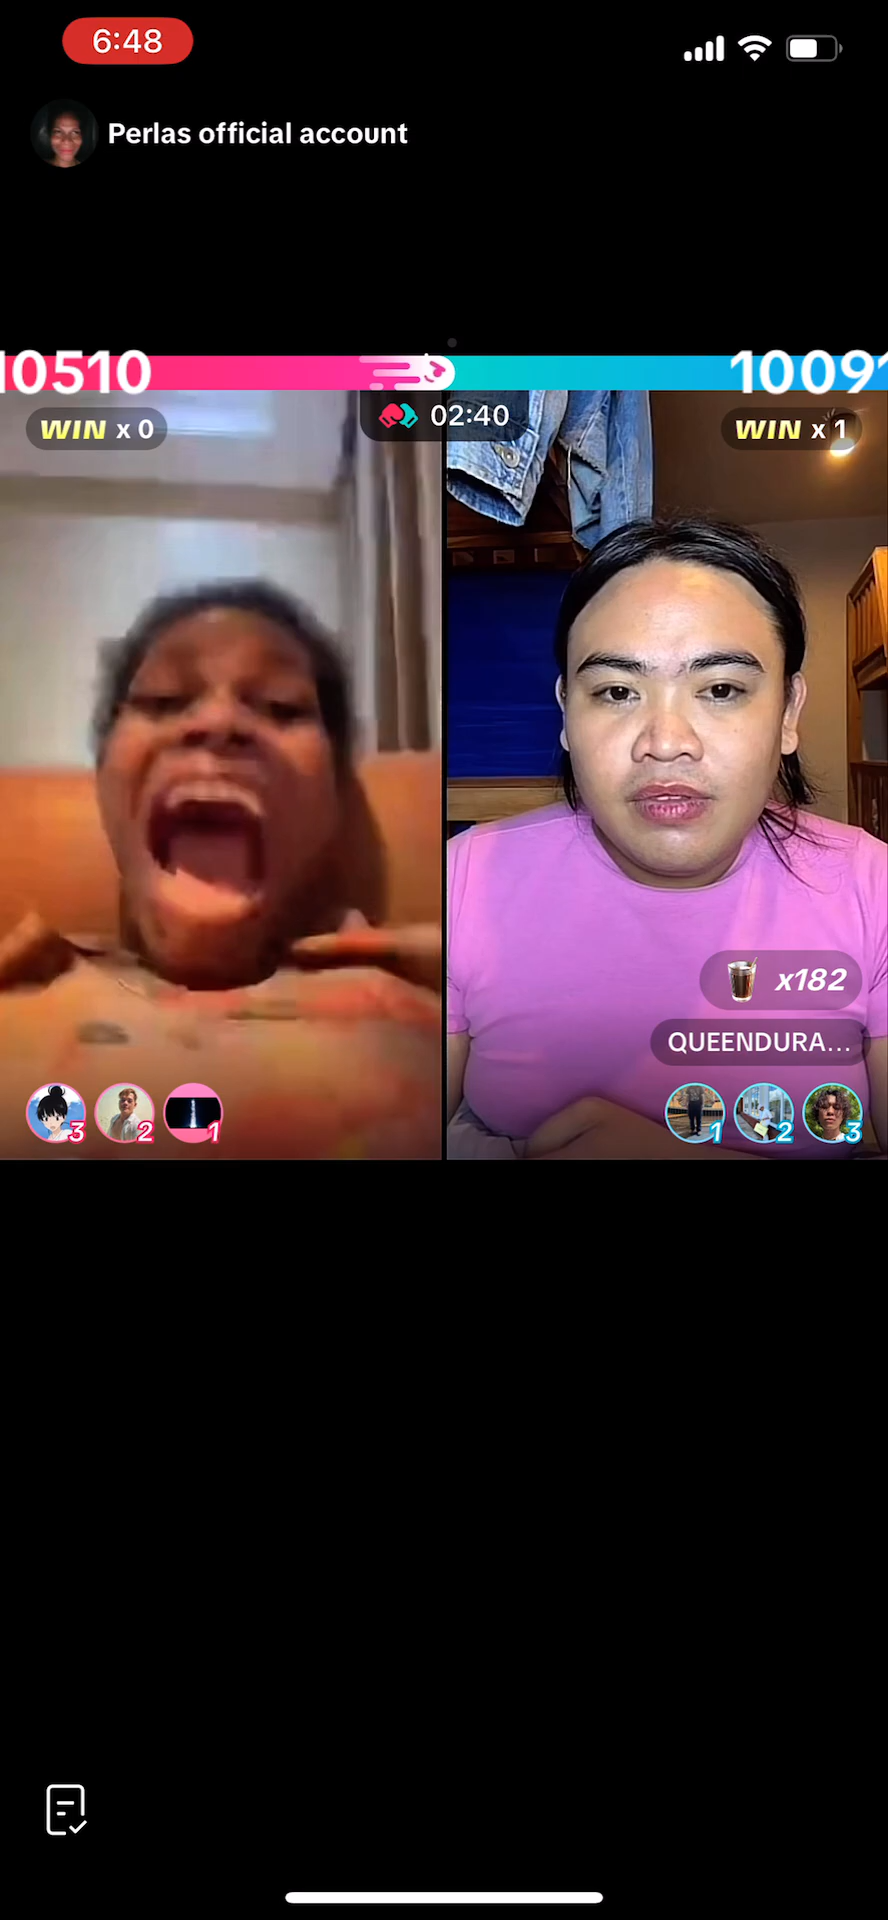 6:48
Perlas official account
10510
1009
02:40
WIN x 0
WIN x 1
x182
QUEENDURA...
3
2
1
1
2
3